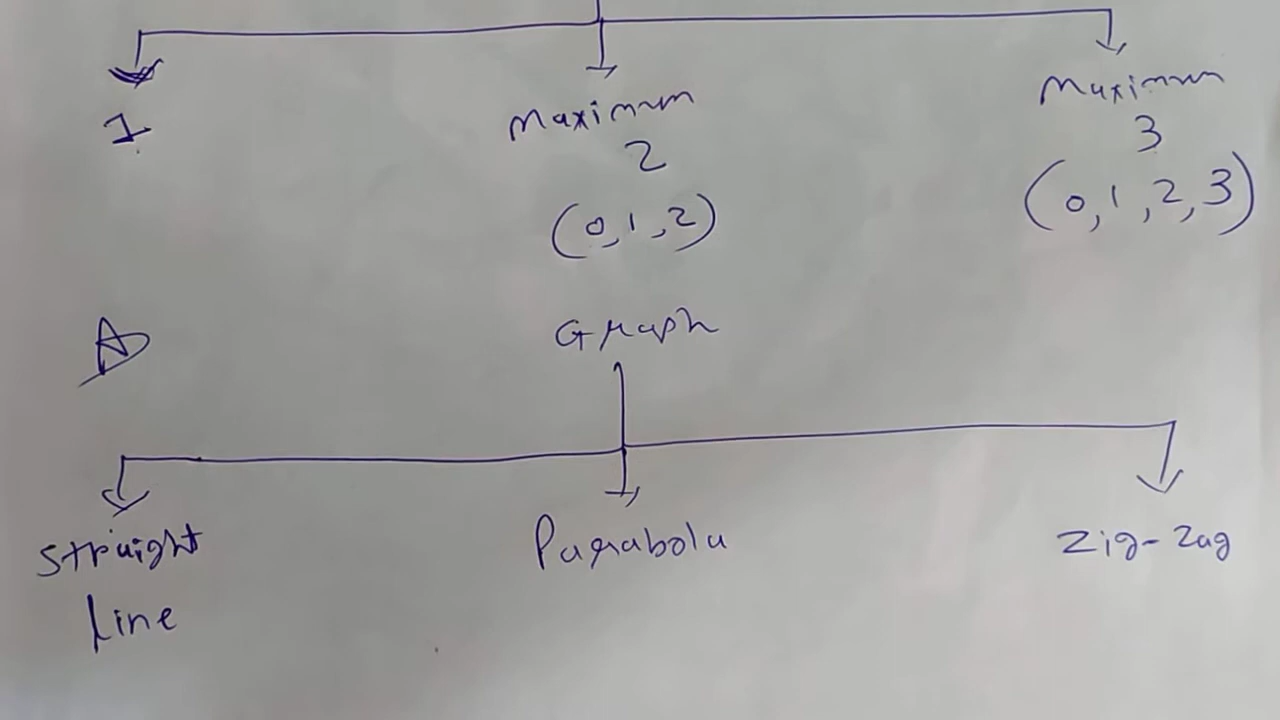 1
Maximum
2
(0,1,2)
Maximum
3
(0,1,2,3)
Graph
Straight
line
Parabola
Zig-Zag